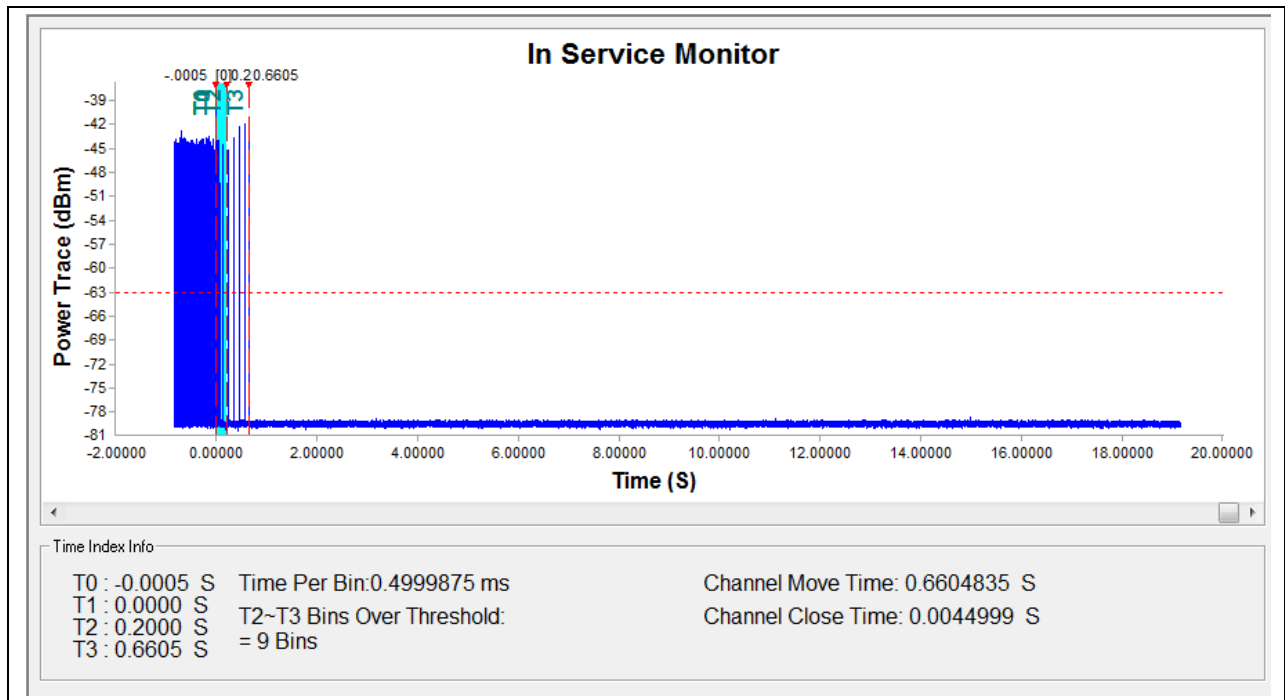 In Service Monitor
-.0005 [0]0.2 0.6605
T3
-39
-42
-45
-48
-51
-54
-57
-60
-63
-66
-69
-72
-75
-78
-81
Power Trace (dBm)
-2.00000 0.00000 2.00000 4.00000 6.00000 8.00000 10.00000 12.00000 14.00000 16.00000 18.00000 20.00000
Time (S)
Time Index Info
T0 : -0.0005 S
T1 : 0.0000 S
T2 : 0.2000 S
T3 : 0.6605 S
Time Per Bin:0.4999875 ms
T2~T3 Bins Over Threshold:
= 9 Bins
Channel Move Time: 0.6604835 S
Channel Close Time: 0.0044999 S